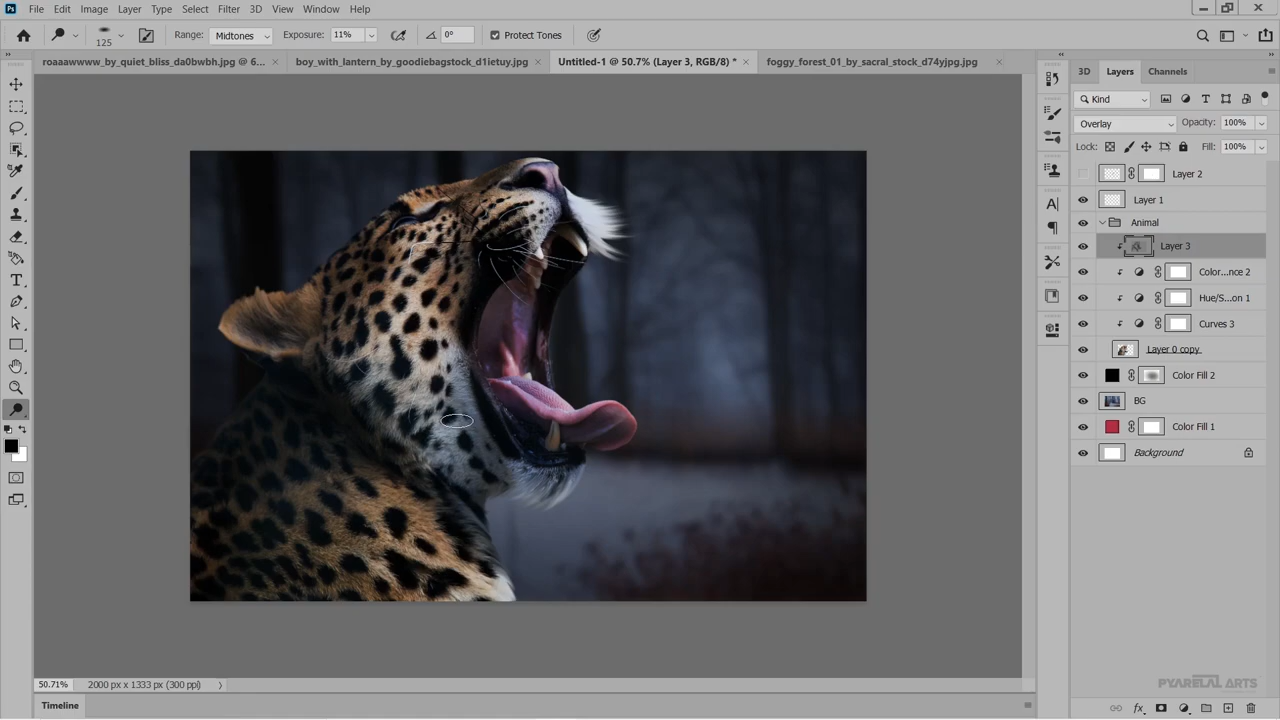 Ps File Edit Image Layer Type Select Filter 3D View Window Help
125 Range: Midtones Exposure: 11% 0° Protect Tones
roaaawwww_by_quiet_bliss_da0bwbh.jpg @ 6... × boy_with_lantern_by_goodiebagstock_d1ietuy.jpg × Untitled-1 @ 50.7% (Layer 3, RGB/8) * × foggy_forest_01_by_sacral_stock_d74yjpg.jpg ×
3D Layers Channels
Kind
Overlay Opacity: 100%
Lock: Fill: 100%
Layer 2
Layer 1
Animal
Layer 3
Color...nce 2
Hue/S...on 1
Curves 3
Layer 0 copy
Color Fill 2
BG
Color Fill 1
Background
50.71% 2000 px x 1333 px (300 ppi)
PYARELAL ARTS
Timeline
fx